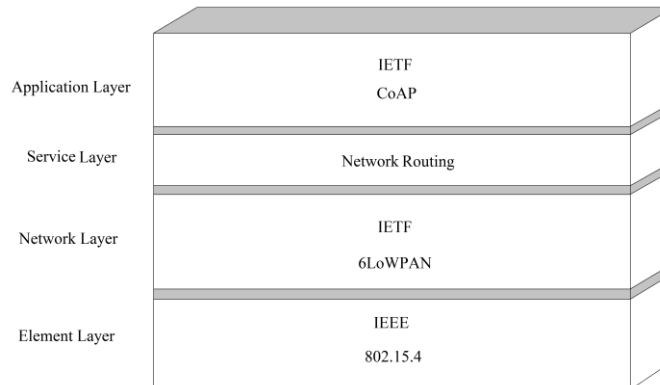 IETF
Application Layer
CoAP
Service Layer
Network Routing
IETF
Network Layer
6LoWPAN
IEEE
Element Layer
802.15.4